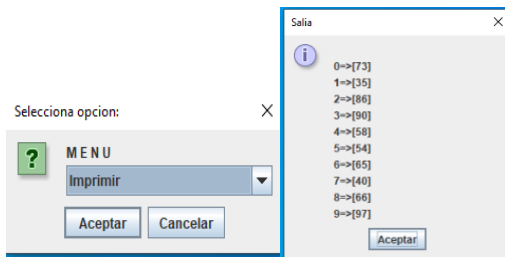 Selecciona opcion:
M E N U
Imprimir
Aceptar
Cancelar
Salia
0=>[73]
1=>[35]
2=>[86]
3=>[90]
4=>[58]
5=>[54]
6=>[65]
7=>[40]
8=>[66]
9=>[97]
Aceptar